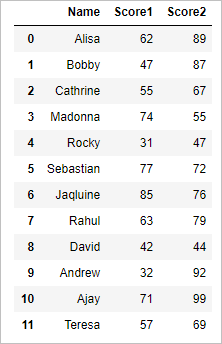 Name Score1 Score2
0 Alisa 62 89
1 Bobby 47 87
2 Cathrine 55 67
3 Madonna 74 55
4 Rocky 31 47
5 Sebastian 77 72
6 Jaqluine 85 76
7 Rahul 63 79
8 David 42 44
9 Andrew 32 92
10 Ajay 71 99
11 Teresa 57 69